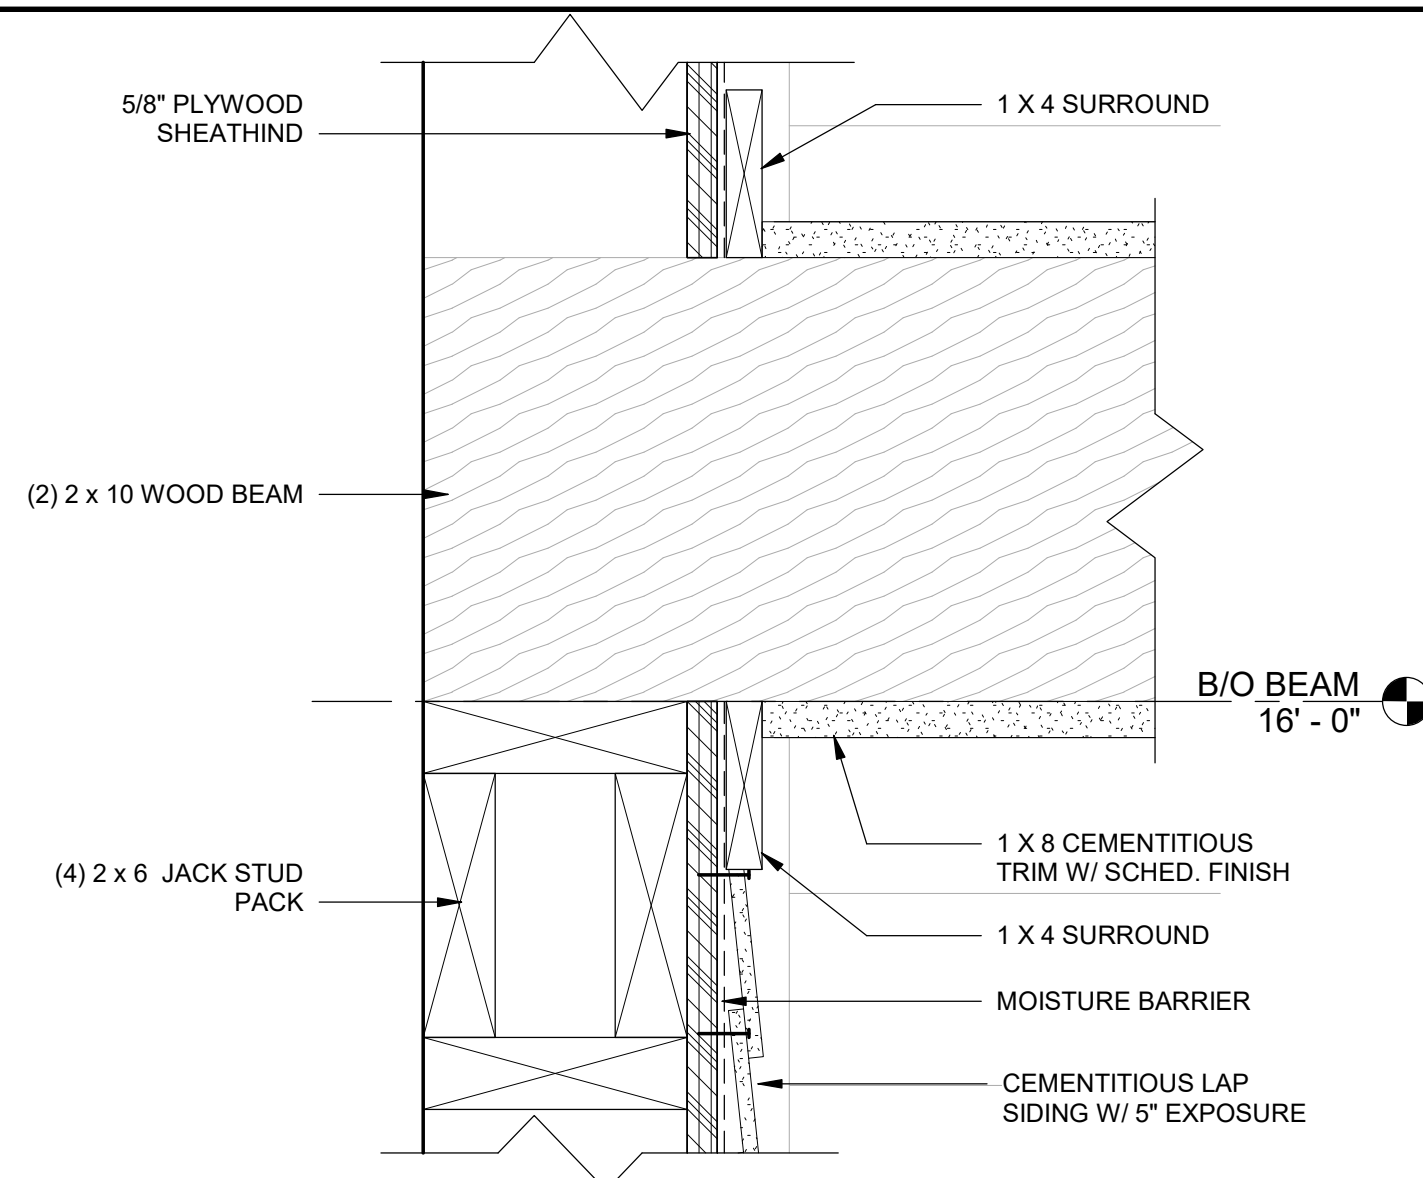 5/8" PLYWOOD
SHEATHIND
1 X 4 SURROUND
(2) 2 x 10 WOOD BEAM
B/O BEAM
16' - 0"
1 X 8 CEMENTITIOUS
TRIM W/ SCHED. FINISH
(4) 2 x 6 JACK STUD
PACK
1 X 4 SURROUND
MOISTURE BARRIER
CEMENTITIOUS LAP
SIDING W/ 5" EXPOSURE